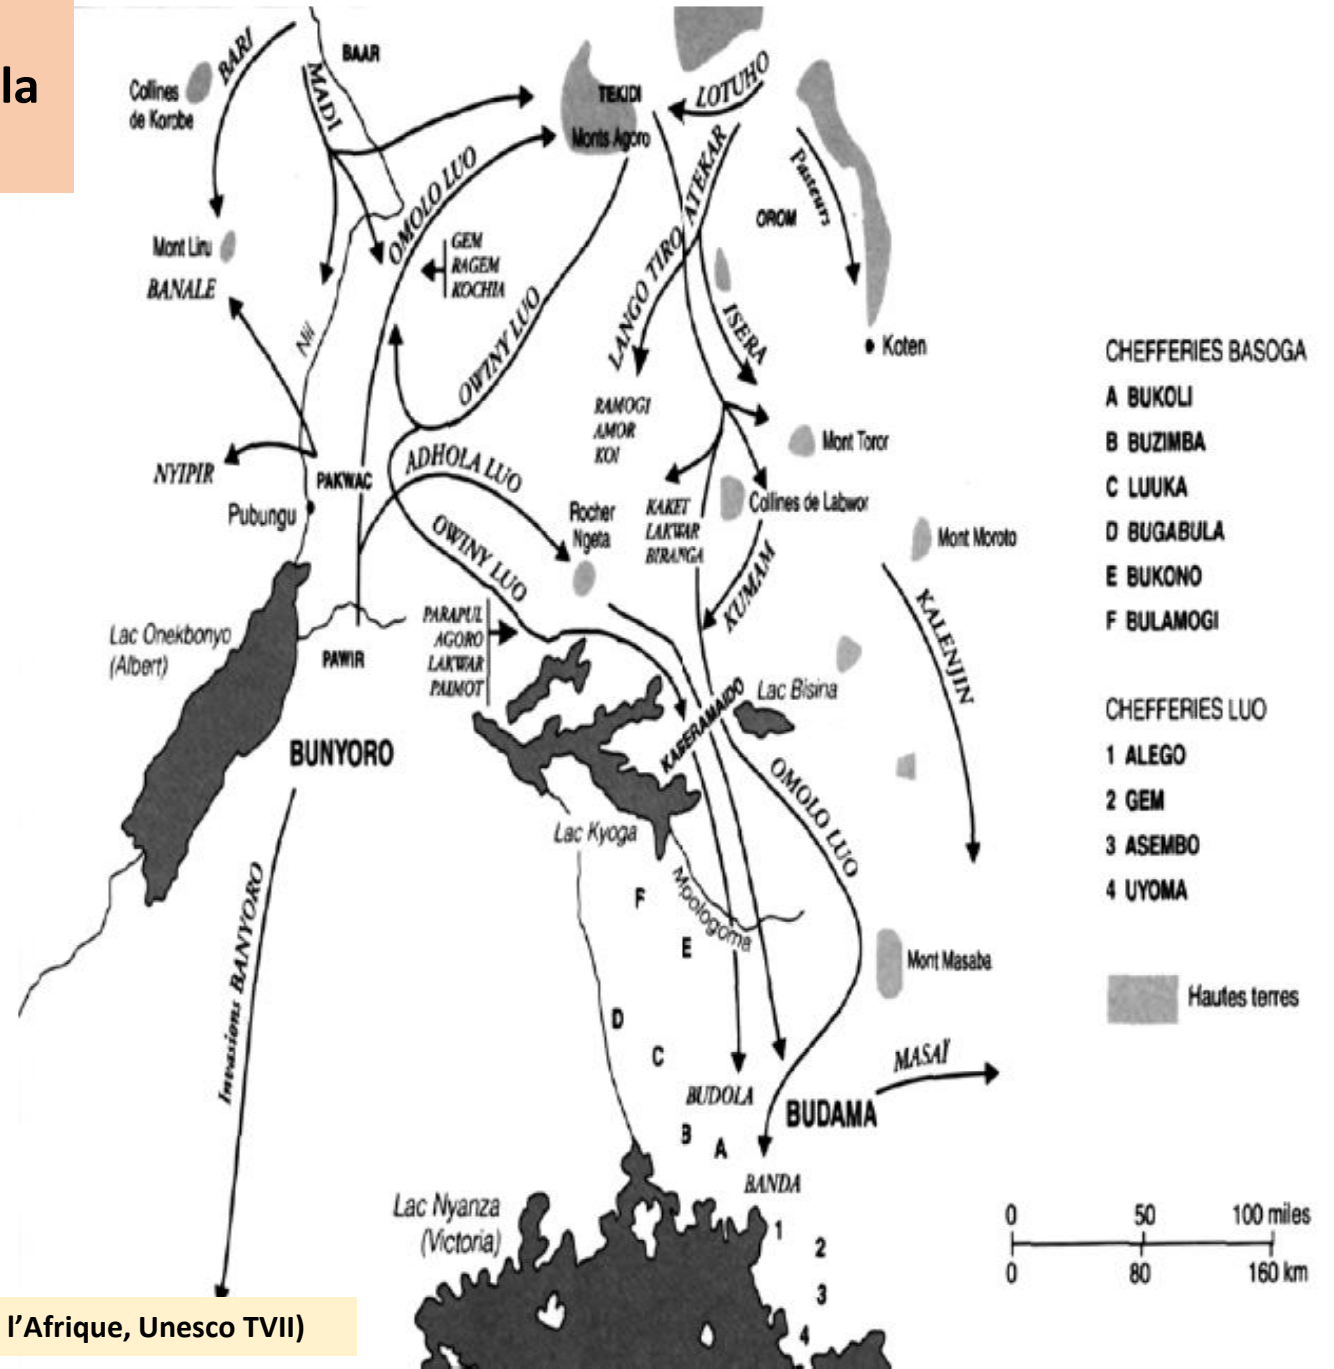 la
BARI
BAAR
Collines
de Korobe
MADI
TEKIDI
Monts Agoro
LOTUHO
ATEKAR
Pasteurs
OROM
OMOLO LUO
Mont Liru
BANALE
GEM
RAGEM
KOCHIA
LANGO TIRO
ISERA
Nil
OWINY LUO
Koten
RAMOGI
AMOR
KOI
Mont Toror
ADHOLA LUO
NYIPIR
PAKWAC
Pubungu
OWINY LUO
Rocher
Ngeta
KAKET
LAKWAR
BIRANGA
Collines de Labwor
Mont Moroto
KUMAM
KALENJIN
PARAPUL
AGORO
LAKWAR
PAIMOT
Lac Onekbonyo
(Albert)
PAWIR
Lac Bisina
KABERAMAIDO
BUNYORO
OMOLO LUO
Lac Kyoga
Mpologoma
F
E
Invasions BANYORO
Mont Masaba
D
C
MASAÏ
BUDOLA
BUDAMA
B
A
BANDA
Lac Nyanza
(Victoria)
1
2
3
4
CHEFFERIES BASOGA
A BUKOLI
B BUZIMBA
C LUUKA
D BUGABULA
E BUKONO
F BULAMOGI
CHEFFERIES LUO
1 ALEGO
2 GEM
3 ASEMBO
4 UYOMA
Hautes terres
0 50 100 miles
0 80 160 km
l’Afrique, Unesco TVII)